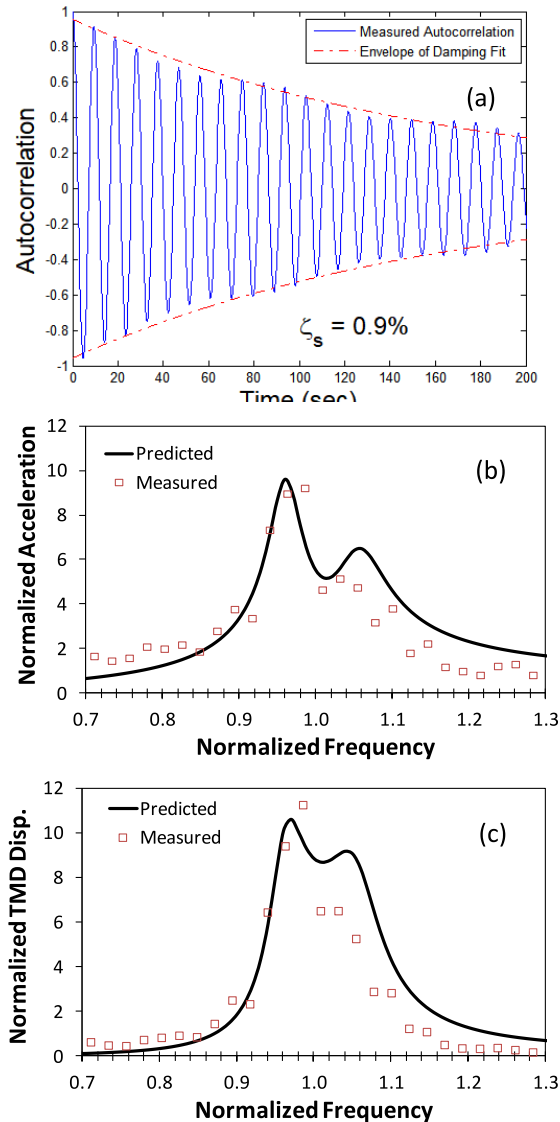 1
0.8
0.6
0.4
0.2
0
-0.2
-0.4
-0.6
-0.8
-1
Autocorrelation
Measured Autocorrelation
Envelope of Damping Fit
(a)
ζs = 0.9%
0 20 40 60 80 100 120 140 160 180 200
Time (sec)
12
10
8
6
4
2
0
Normalized Acceleration
Predicted
Measured
(b)
0.7 0.8 0.9 1.0 1.1 1.2 1.3
Normalized Frequency
12
10
8
6
4
2
0
Normalized TMD Disp.
Predicted
Measured
(c)
0.7 0.8 0.9 1.0 1.1 1.2 1.3
Normalized Frequency